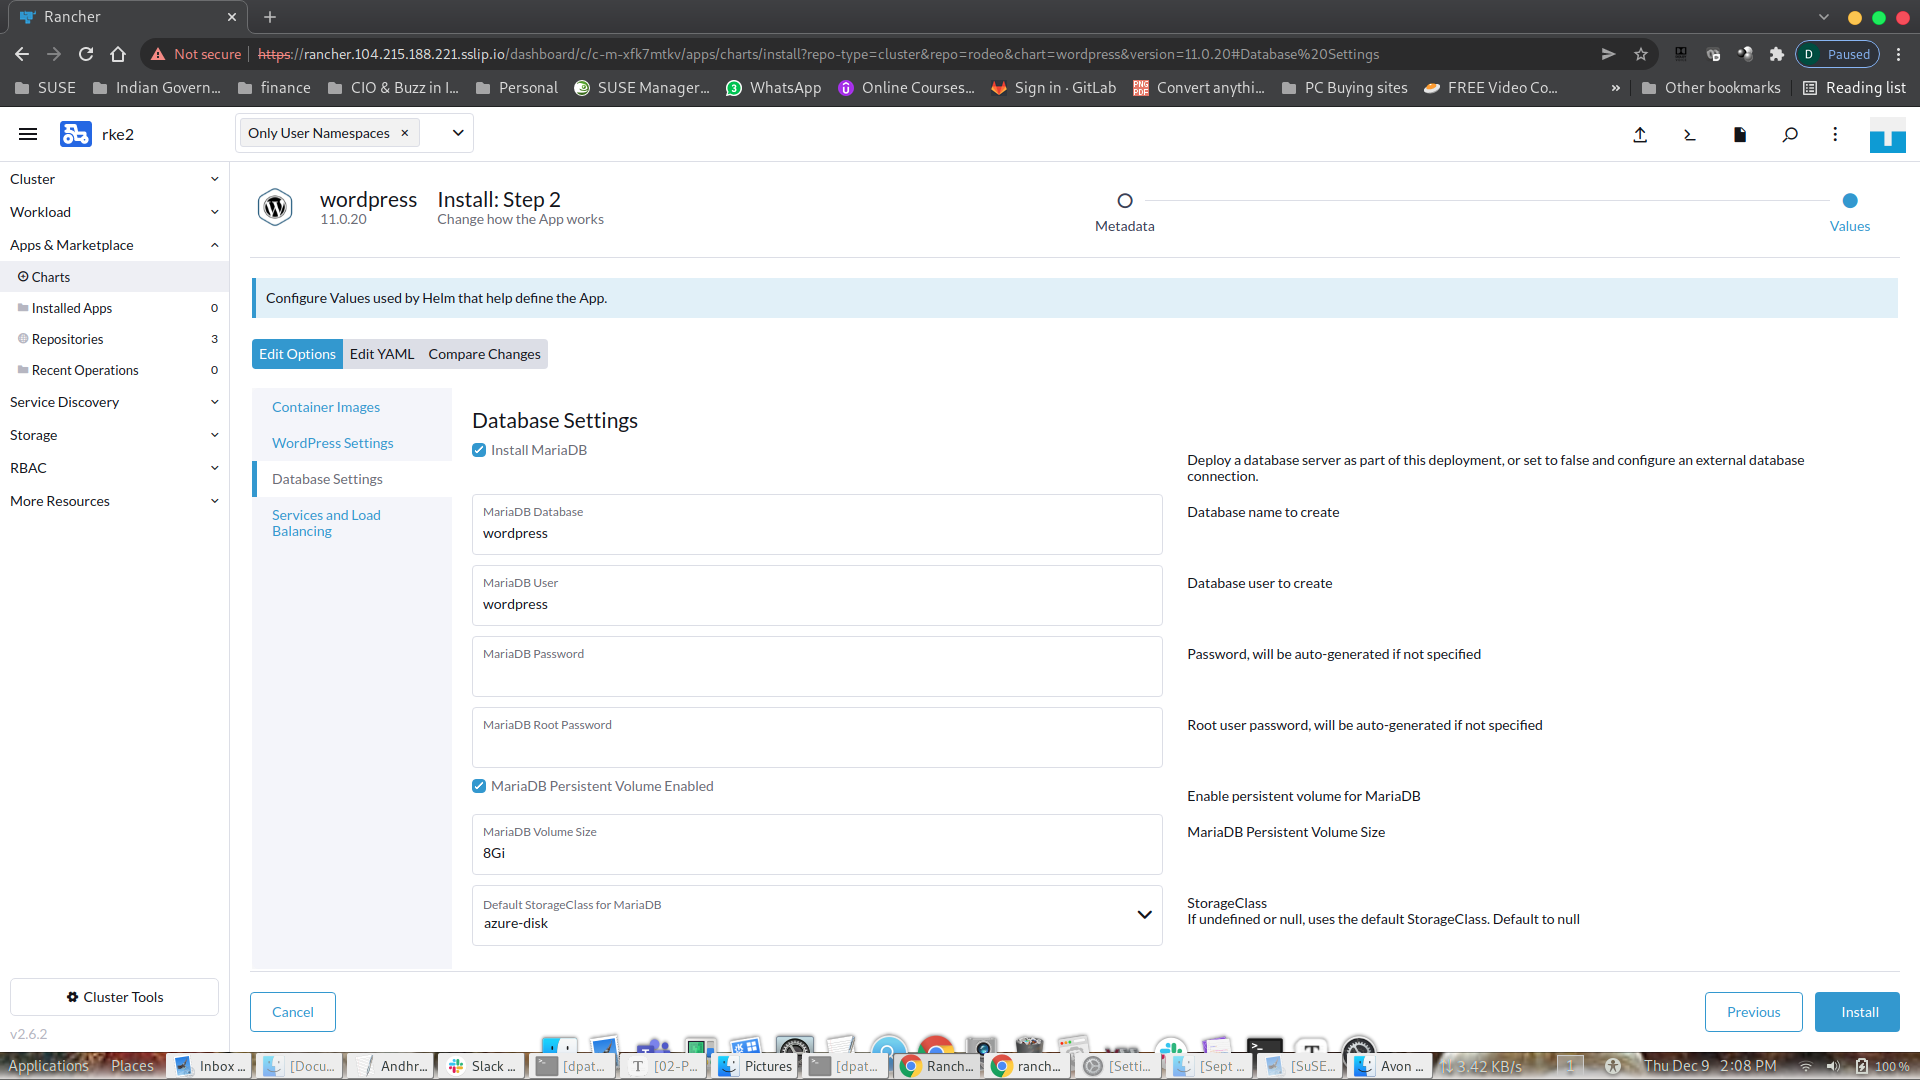 Rancher
Not secure https://rancher.104.215.188.221.sslip.io/dashboard/c/c-m-xfk7mtkv/apps/charts/install?repo-type=cluster&repo=rodeo&chart=wordpress&version=11.0.20#Database%20Settings
D Paused
SUSE Indian Govern... finance CIO & Buzz in I... Personal SUSE Manager... WhatsApp Online Courses... Sign in · GitLab Convert anythi... PC Buying sites FREE Video Co... » Other bookmarks Reading list
rke2 Only User Namespaces ×
Cluster
Workload
Apps & Marketplace
Charts
Installed Apps 0
Repositories 3
Recent Operations 0
Service Discovery
Storage
RBAC
More Resources
Cluster Tools
v2.6.2
wordpress
11.0.20
Install: Step 2
Change how the App works
Metadata
Values
Configure Values used by Helm that help define the App.
Edit Options Edit YAML Compare Changes
Container Images
WordPress Settings
Database Settings
Services and Load
Balancing
Database Settings
Install MariaDB
Deploy a database server as part of this deployment, or set to false and configure an external database
connection.
MariaDB Database
wordpress
Database name to create
MariaDB User
wordpress
Database user to create
MariaDB Password
Password, will be auto-generated if not specified
MariaDB Root Password
Root user password, will be auto-generated if not specified
MariaDB Persistent Volume Enabled
Enable persistent volume for MariaDB
MariaDB Volume Size
8Gi
MariaDB Persistent Volume Size
Default StorageClass for MariaDB
azure-disk
StorageClass
If undefined or null, uses the default StorageClass. Default to null
Cancel Previous Install
Applications Places Inbox ... [Docu... Andhr... Slack ... [dpat... [02-P... Pictures [dpat... Ranch... ranch... [Setti... [Sept ... [SuSE... Avon ... 3.42 KB/s 1 Thu Dec 9 2:08 PM 100 %